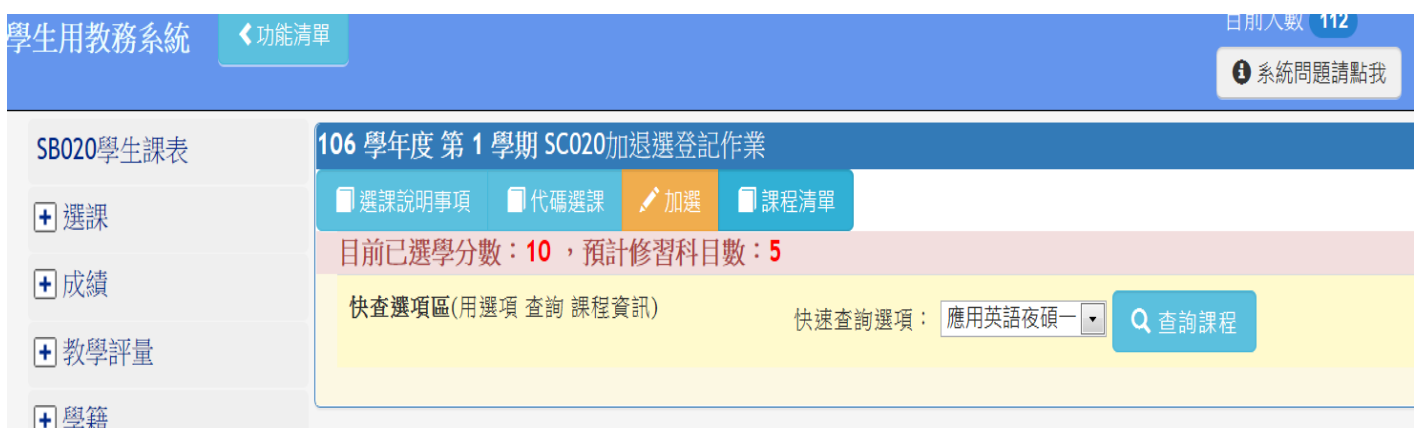 學生用教務系統
功能清單
目前人數 112
系統問題請點我
SB020學生課表
選課
成績
教學評量
學籍
106 學年度 第 1 學期 SC020加退選登記作業
選課說明事項 代碼選課 加選 課程清單
目前已選學分數：10 ，預計修習科目數：5
快查選項區(用選項 查詢 課程資訊)
快速查詢選項： 應用英語夜碩一 查詢課程